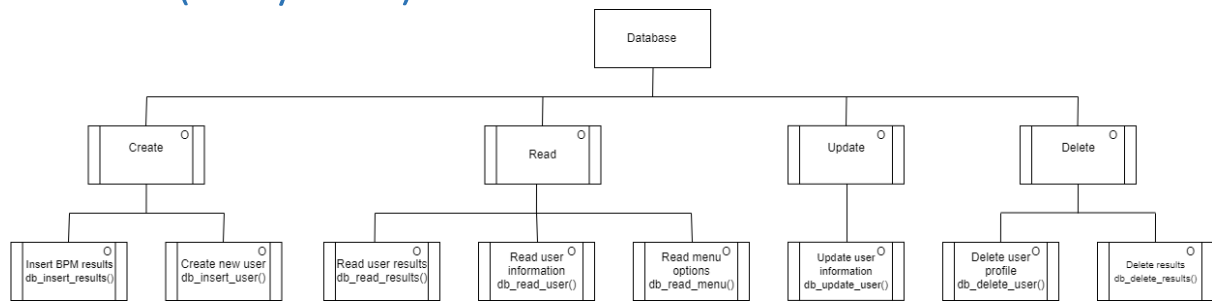 Database
O
Create
O
Read
O
Update
O
Delete
O
Insert BPM results
db_insert_results()
O
Create new user
db_insert_user()
O
Read user results
db_read_results()
O
Read user
information
db_read_user()
O
Read menu
options
db_read_menu()
O
Update user
information
db_update_user()
O
Delete user
profile
db_delete_user()
O
Delete results
db_delete_results()